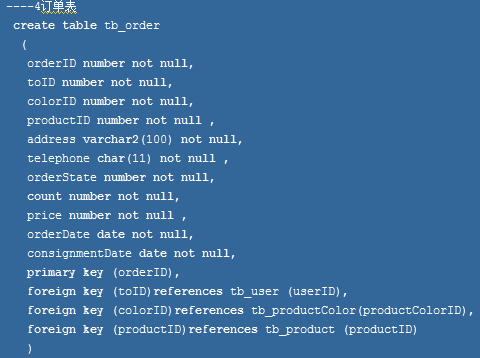 ----4订单表
create table tb_order
(
orderID number not null,
toID number not null,
colorID number not null,
productID number not null ,
address varchar2(100) not null,
telephone char(11) not null ,
orderState number not null,
count number not null,
price number not null ,
orderDate date not null,
consignmentDate date not null,
primary key (orderID),
foreign key (toID)references tb_user (userID),
foreign key (colorID)references tb_productColor(productColorID),
foreign key (productID)references tb_product (productID)
)